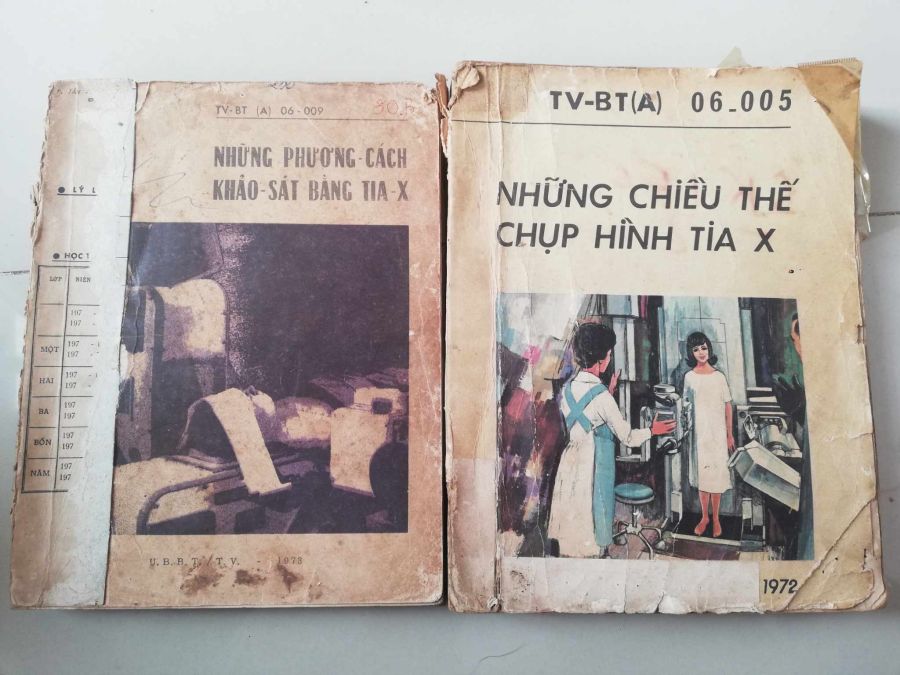 TV-BT (A) 06-009
NHỮNG PHƯƠNG-CÁCH
KHẢO-SÁT BẰNG TIA-X
● LÝ L
● HỌC T
LỚP NIÊN
197 -
197 -
MỘT 197 -
197
HAI 197 -
197
BA 197
197
BỐN 197
197
NĂM 197
197
U.B.B.T./T.V. - 1973
TV-BT(A) 06-005
NHỮNG CHIỀU THẾ
CHỤP HÌNH TIA X
1972